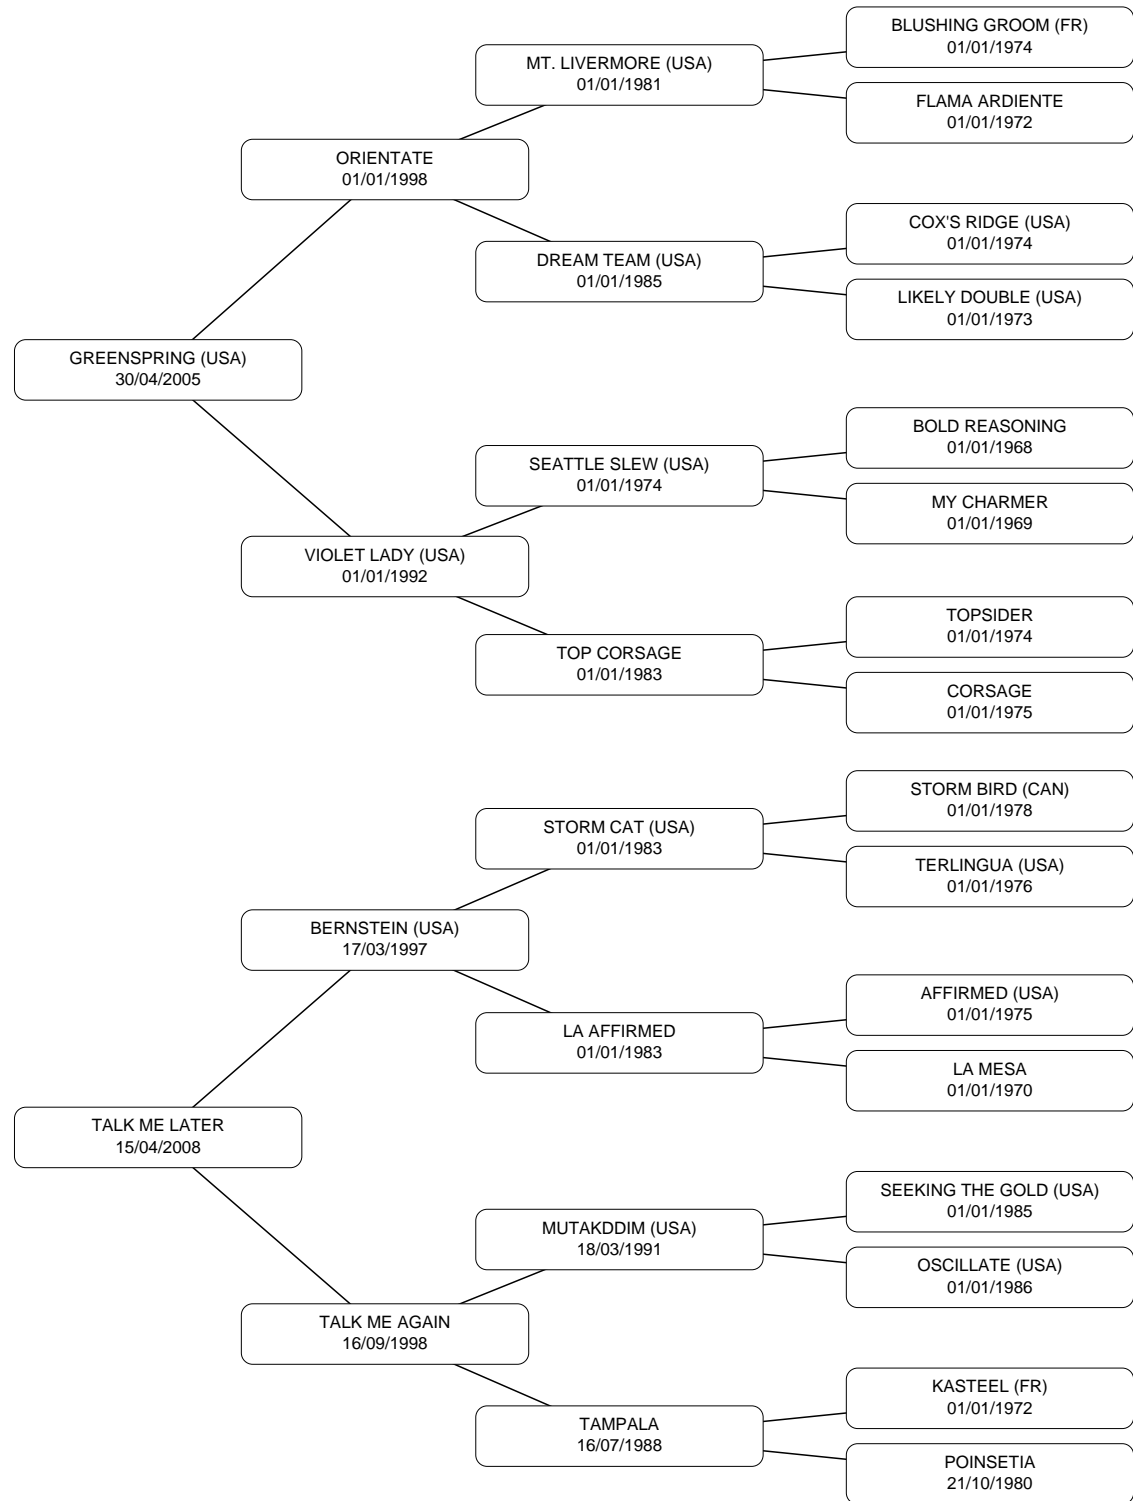 BLUSHING GROOM (FR)
01/01/1974
MT. LIVERMORE (USA)
01/01/1981
FLAMA ARDIENTE
01/01/1972
ORIENTATE
01/01/1998
COX'S RIDGE (USA)
01/01/1974
DREAM TEAM (USA)
01/01/1985
LIKELY DOUBLE (USA)
01/01/1973
GREENSPRING (USA)
30/04/2005
BOLD REASONING
01/01/1968
SEATTLE SLEW (USA)
01/01/1974
MY CHARMER
01/01/1969
VIOLET LADY (USA)
01/01/1992
TOPSIDER
01/01/1974
TOP CORSAGE
01/01/1983
CORSAGE
01/01/1975
STORM BIRD (CAN)
01/01/1978
STORM CAT (USA)
01/01/1983
TERLINGUA (USA)
01/01/1976
BERNSTEIN (USA)
17/03/1997
AFFIRMED (USA)
01/01/1975
LA AFFIRMED
01/01/1983
LA MESA
01/01/1970
TALK ME LATER
15/04/2008
SEEKING THE GOLD (USA)
01/01/1985
MUTAKDDIM (USA)
18/03/1991
OSCILLATE (USA)
01/01/1986
TALK ME AGAIN
16/09/1998
KASTEEL (FR)
01/01/1972
TAMPALA
16/07/1988
POINSETIA
21/10/1980